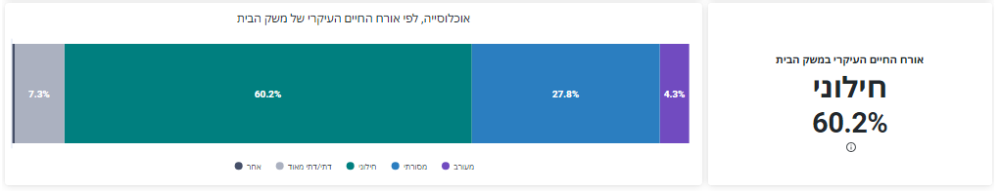 אוכלוסייה, לפי אורח החיים העיקרי של משק הבית
7.3%
60.2%
27.8%
4.3%
מעורב
מסורתי
חילוני
דתי/דתי מאוד
אחר
אורח החיים העיקרי במשק הבית
חילוני
60.2%